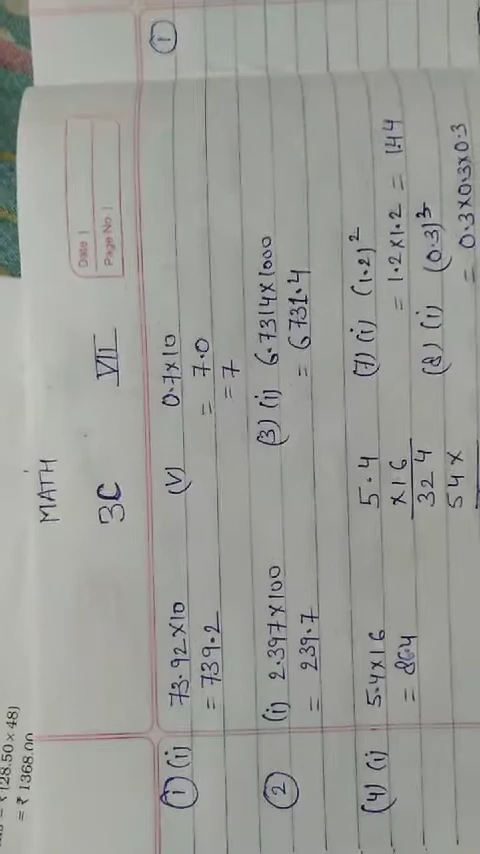 = ₹ (128.50 × 48)
= ₹ 1368.00
MATH
3C VII
Date |
Page No. |
(1) (i) 73.92×10
= 739.2
(V) 0.7×10
= 7.0
= 7
(2) (i) 2.397×100
= 239.7
(3) (i) 6.7314×1000
= 6731.4
(4) (i) 5.4×16
= 86.4
5.4
×16
324
54×
(7) (i) (1.2)²
= 1.2×1.2 = 1.44
(8) (i) (0.3)³
= 0.3×0.3×0.3
(1)